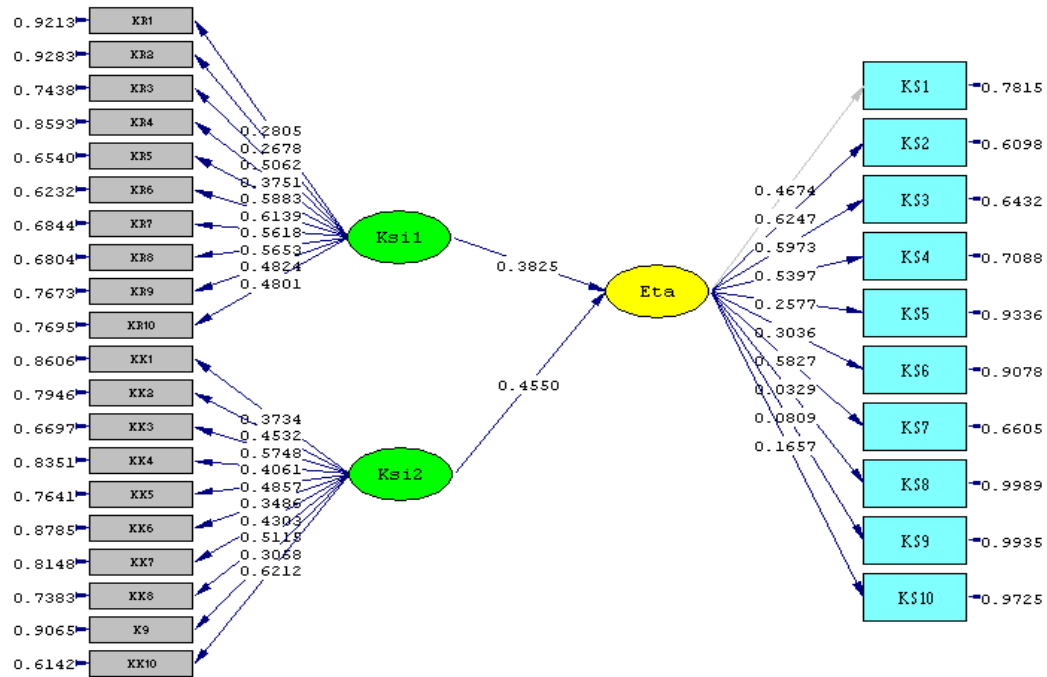 0.9213 KR1
0.9283 KR2
0.7438 KR3
0.8593 KR4
0.6540 KR5
0.6232 KR6
0.6844 KR7
0.6804 KR8
0.7673 KR9
0.7695 KR10
0.8606 KK1
0.7946 KK2
0.6697 KK3
0.8351 KK4
0.7641 KK5
0.8785 KK6
0.8148 KK7
0.7383 KK8
0.9065 K9
0.6142 KK10
0.2805
0.2678
0.5062
0.3751
0.5883
0.6139
0.5618
0.5653
0.4824
0.4801
0.3734
0.4532
0.5748
0.4061
0.4857
0.3486
0.4303
0.5115
0.3058
0.6212
Ksi1
Ksi2
0.3825
0.4550
Eta
0.4674
0.6247
0.5973
0.5397
0.2577
0.3036
0.5827
0.0329
0.0809
0.1657
KS1 0.7815
KS2 0.6098
KS3 0.6432
KS4 0.7088
KS5 0.9336
KS6 0.9078
KS7 0.6605
KS8 0.9989
KS9 0.9935
KS10 0.9725